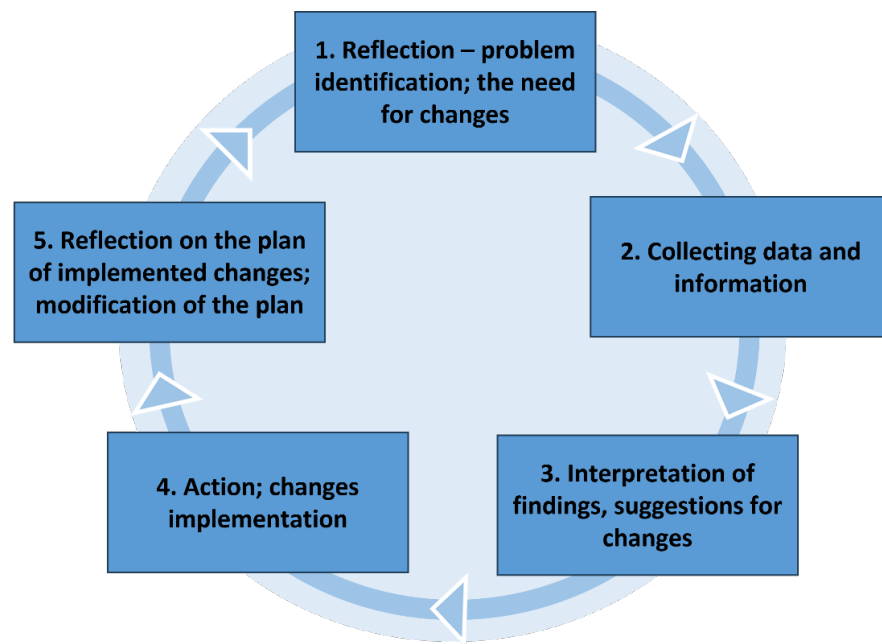 1. Reflection – problem
identification; the need
for changes
2. Collecting data and
information
3. Interpretation of
findings, suggestions for
changes
4. Action; changes
implementation
5. Reflection on the plan
of implemented changes;
modification of the plan